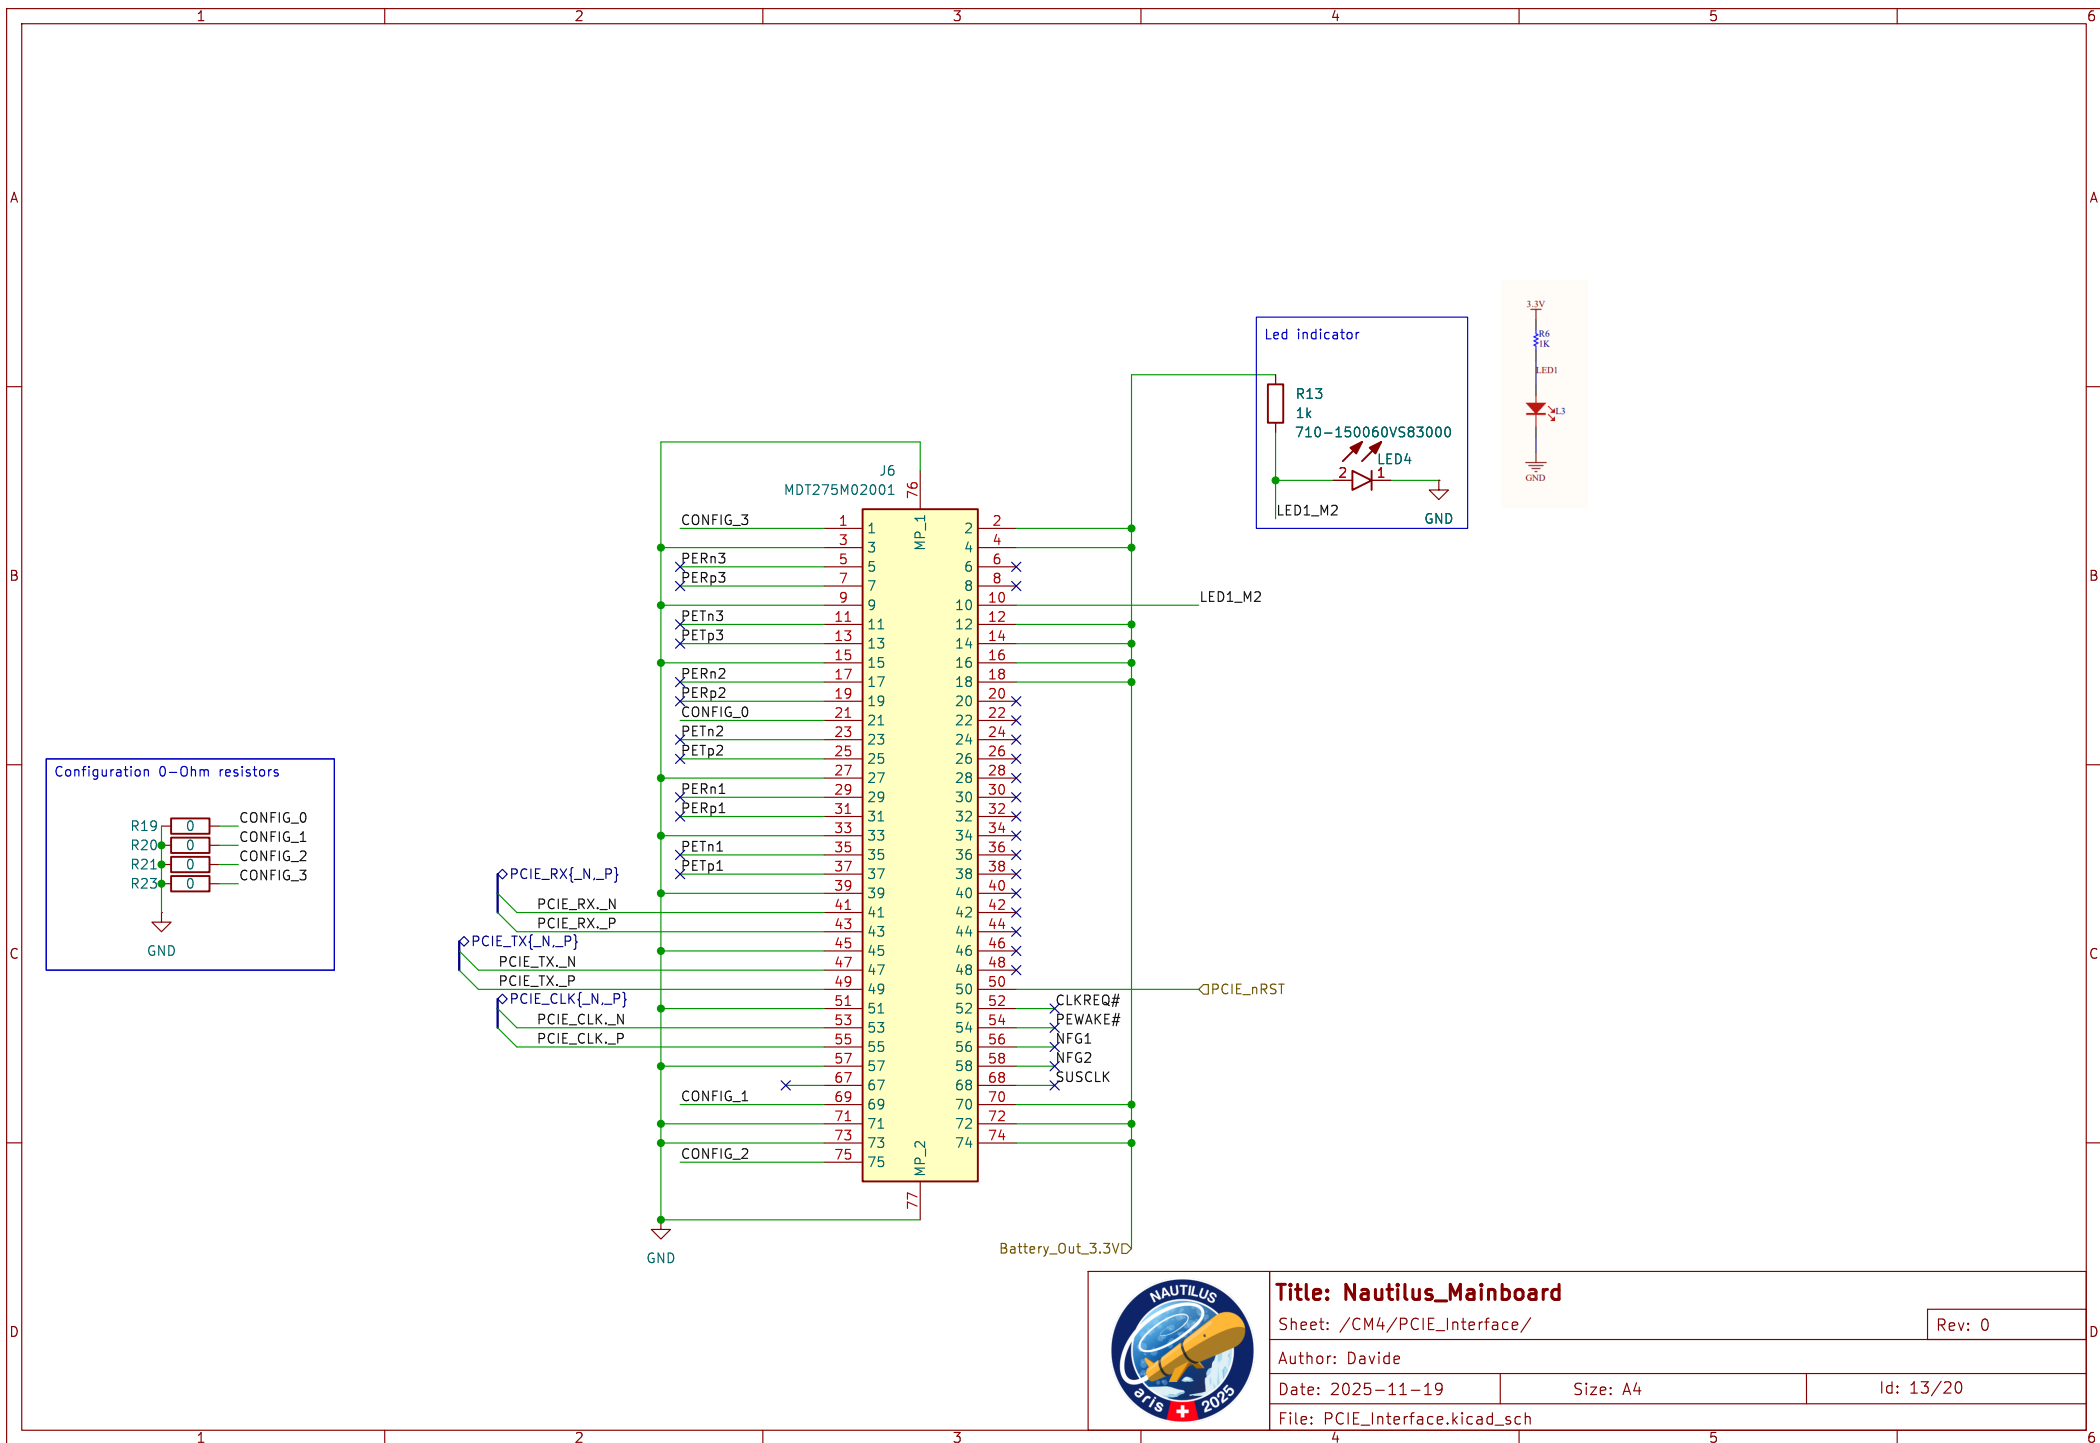 1 2 3 4 5 6
A A
B B
C C
D D
3.3V
R6
1K
LED1
L3
GND
Led indicator
R13
1k
710-150060VS83000
LED4
2 1
LED1_M2
GND
J6
MDT275M02001
76
MP_1
CONFIG_3 1 1 2 2
3 3 4 4
PERn3 5 5 6 6
PERp3 7 7 8 8
9 9 10 10 LED1_M2
PETn3 11 11 12 12
PETp3 13 13 14 14
15 15 16 16
PERn2 17 17 18 18
PERp2 19 19 20 20
CONFIG_0 21 21 22 22
PETn2 23 23 24 24
PETp2 25 25 26 26
27 27 28 28
PERn1 29 29 30 30
PERp1 31 31 32 32
33 33 34 34
PETn1 35 35 36 36
PETp1 37 37 38 38
39 39 40 40
PCIE_RX{_N,_P}
PCIE_RX._N 41 41 42 42
PCIE_RX._P 43 43 44 44
PCIE_TX{_N,_P}
45 45 46 46
PCIE_TX._N 47 47 48 48
PCIE_TX._P 49 49 50 50 PCIE_nRST
PCIE_CLK{_N,_P}
51 51 52 52 CLKREQ#
PCIE_CLK._N 53 53 54 54 PEWAKE#
PCIE_CLK._P 55 55 56 56 NFG1
57 57 58 58 NFG2
67 67 68 68 SUSCLK
CONFIG_1 69 69 70 70
71 71 72 72
73 73 74 74
CONFIG_2 75 75
MP_2
77
GND
Battery_Out_3.3V
Configuration 0-Ohm resistors
R19 0 CONFIG_0
R20 0 CONFIG_1
R21 0 CONFIG_2
R23 0 CONFIG_3
GND
NAUTILUS
aris 2025
Title: Nautilus_Mainboard
Sheet: /CM4/PCIE_Interface/
Rev: 0
Author: Davide
Date: 2025-11-19
Size: A4
Id: 13/20
File: PCIE_Interface.kicad_sch
1 2 3 4 5 6